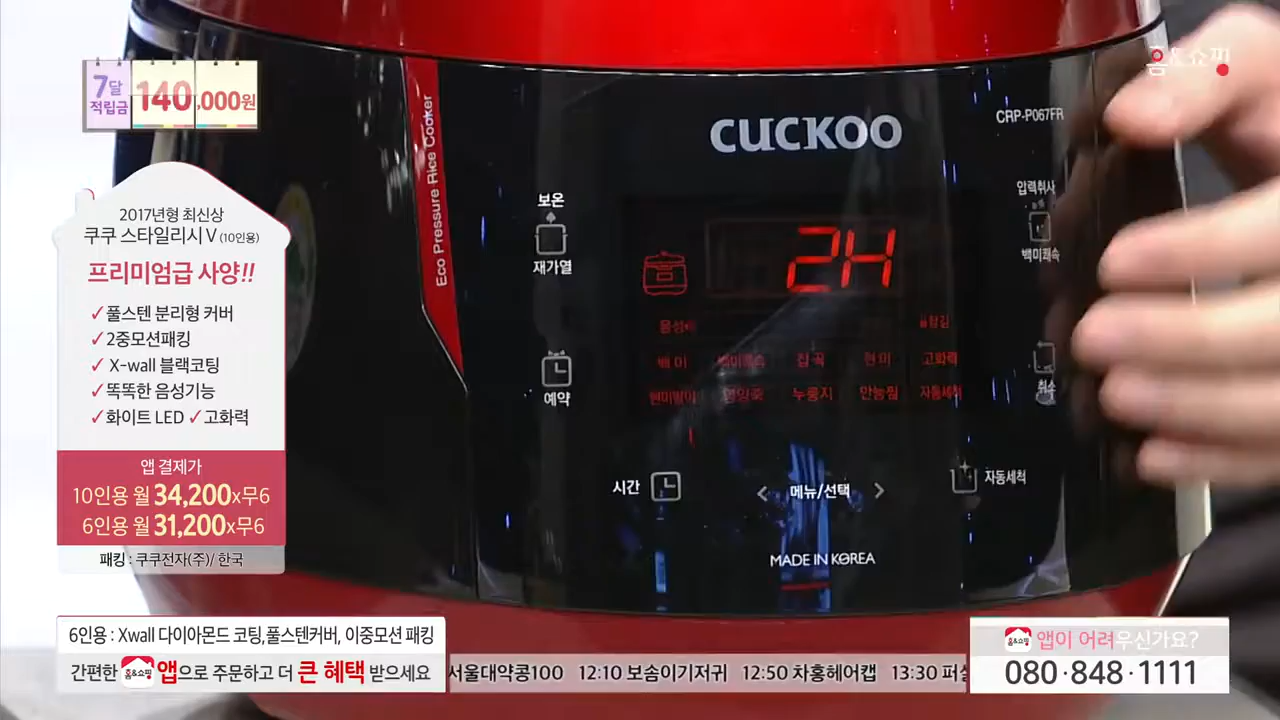 7달
적립금
140,000원
홈&쇼핑
2017년형 최신상
쿠쿠 스타일리시 V (10인용)
프리미엄급 사양!!
✓풀스텐 분리형 커버
✓2중모션패킹
✓X-wall 블랙코팅
✓똑똑한 음성기능
✓화이트 LED ✓고화력
앱 결제가
10인용 월 34,200x무6
6인용 월 31,200x무6
패킹 : 쿠쿠전자(주)/ 한국
Eco Pressure Rice Cooker
CUCKOO
CRP-P067FR
보온
재가열
예약
2H
압력취사
백미쾌속
백미
잡곡
현미
고화력
누룽지
만능찜
자동세척
취소
시간
메뉴/선택
자동세척
MADE IN KOREA
6인용 : Xwall 다이아몬드 코팅,풀스텐커버, 이중모션 패킹
간편한 홈&쇼핑 앱으로 주문하고 더 큰 혜택 받으세요
서울대약콩100 12:10 보송이기저귀 12:50 차홍헤어캡 13:30 퍼실
홈&쇼핑 앱이 어려우신가요?
080·848·1111